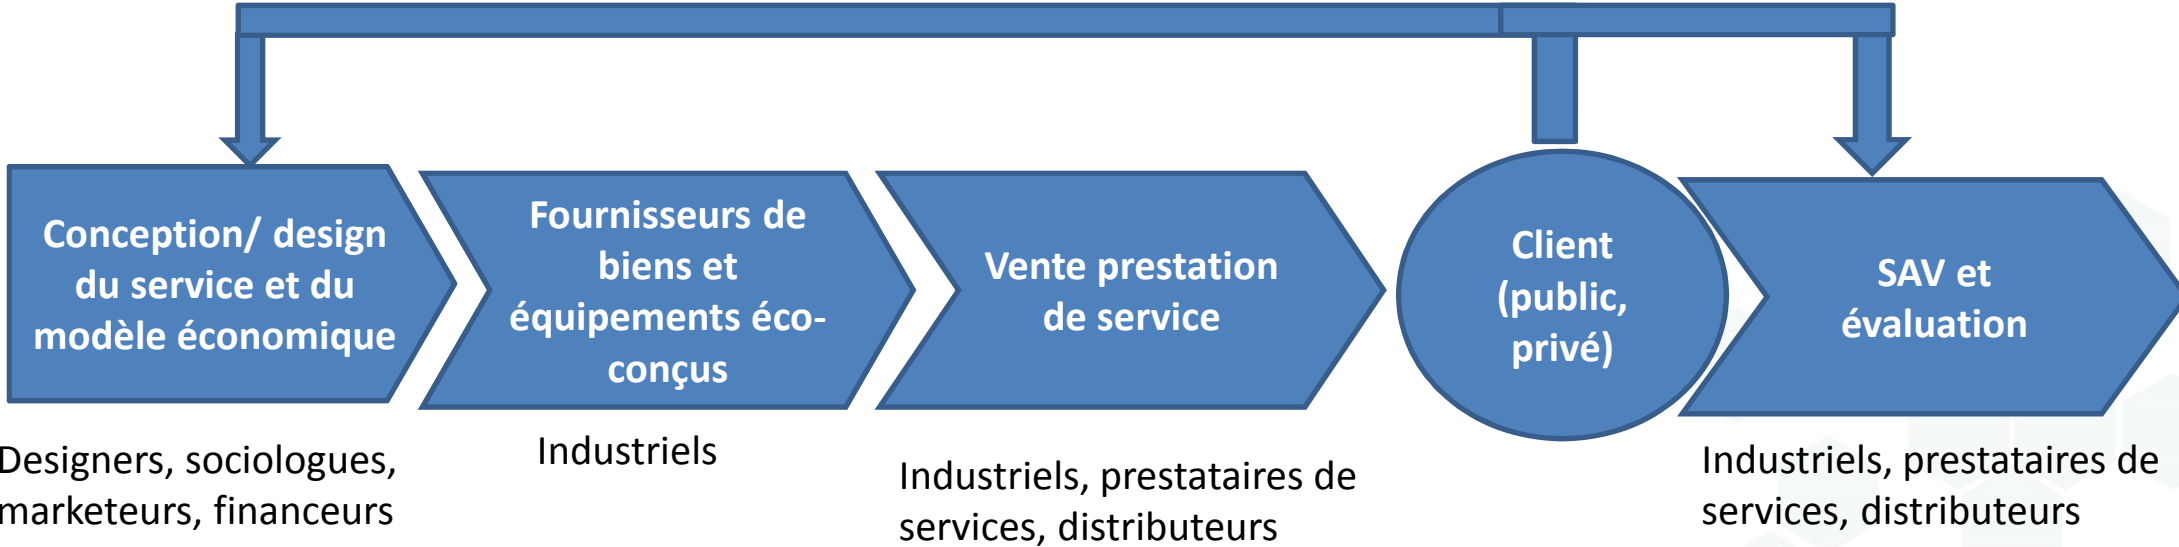 Conception/ design
du service et du
modèle économique
Fournisseurs de
biens et
équipements éco-
conçus
Vente prestation
de service
Client
(public,
privé)
SAV et
évaluation
Designers, sociologues,
marketeurs, financeurs
Industriels
Industriels, prestataires de
services, distributeurs
Industriels, prestataires de
services, distributeurs